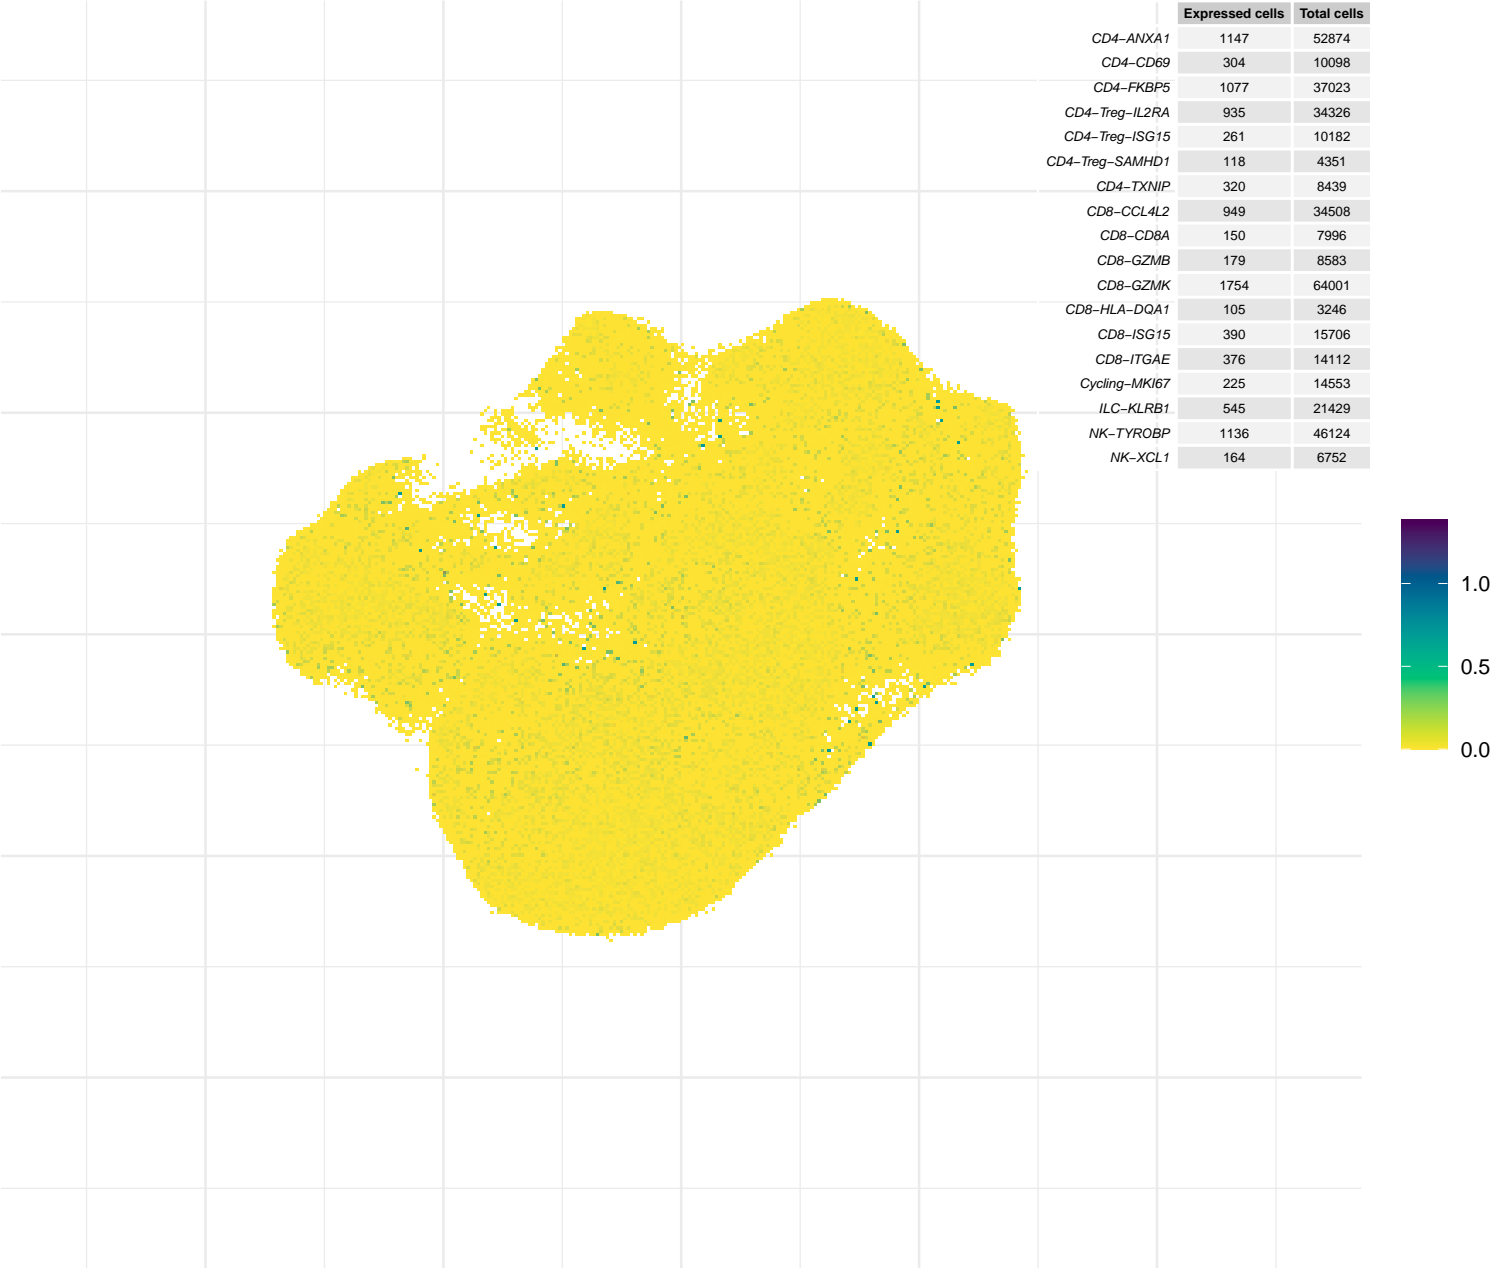 Expressed cells Total cells
CD4−ANXA1 1147 52874
CD4−CD69 304 10098
CD4−FKBP5 1077 37023
CD4−Treg−IL2RA 935 34326
CD4−Treg−ISG15 261 10182
CD4−Treg−SAMHD1 118 4351
CD4−TXNIP 320 8439
CD8−CCL4L2 949 34508
CD8−CD8A 150 7996
CD8−GZMB 179 8583
CD8−GZMK 1754 64001
CD8−HLA−DQA1 105 3246
CD8−ISG15 390 15706
CD8−ITGAE 376 14112
Cycling−MKI67 225 14553
ILC−KLRB1 545 21429
NK−TYROBP 1136 46124
NK−XCL1 164 6752
1.0
0.5
0.0